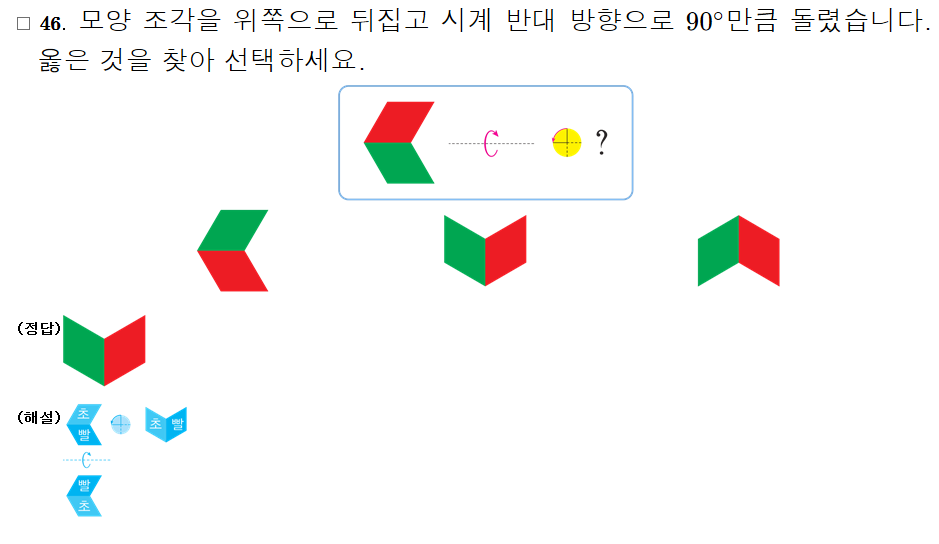 □ 46. 모양 조각을 위쪽으로 뒤집고 시계 반대 방향으로 90°만큼 돌렸습니다.
옳은 것을 찾아 선택하세요.
?
(정답)
(해설) 초 초 빨
빨
빨
초